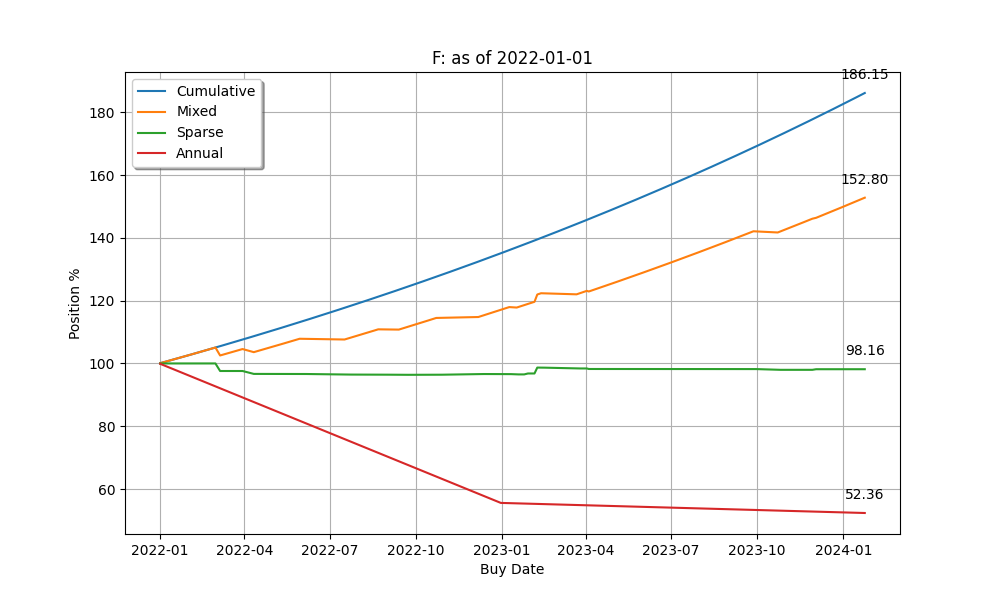 F: as of 2022-01-01
186.15
Cumulative
Mixed
Sparse
Annual
152.80
98.16
52.36
180
160
140
120
100
80
60
Position %
2022-01 2022-04 2022-07 2022-10 2023-01 2023-04 2023-07 2023-10 2024-01
Buy Date